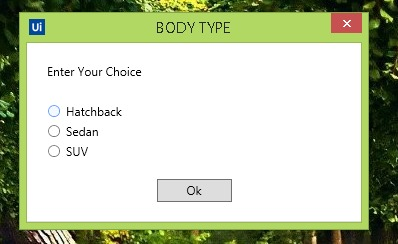 Ui
BODY TYPE
Enter Your Choice
Hatchback
Sedan
SUV
Ok